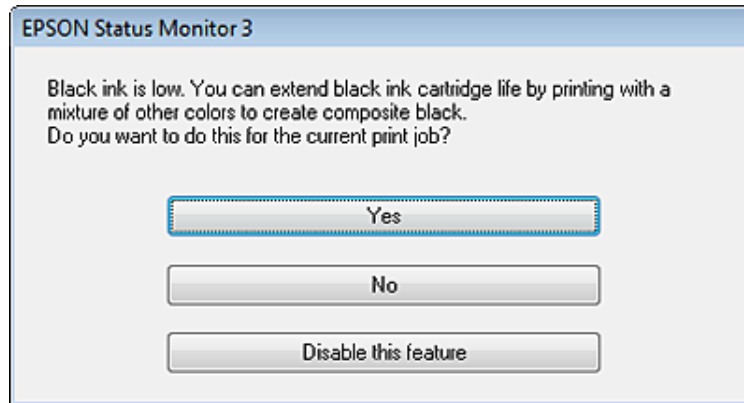 EPSON Status Monitor 3
Black ink is low. You can extend black ink cartridge life by printing with a
mixture of other colors to create composite black.
Do you want to do this for the current print job?
Yes
No
Disable this feature